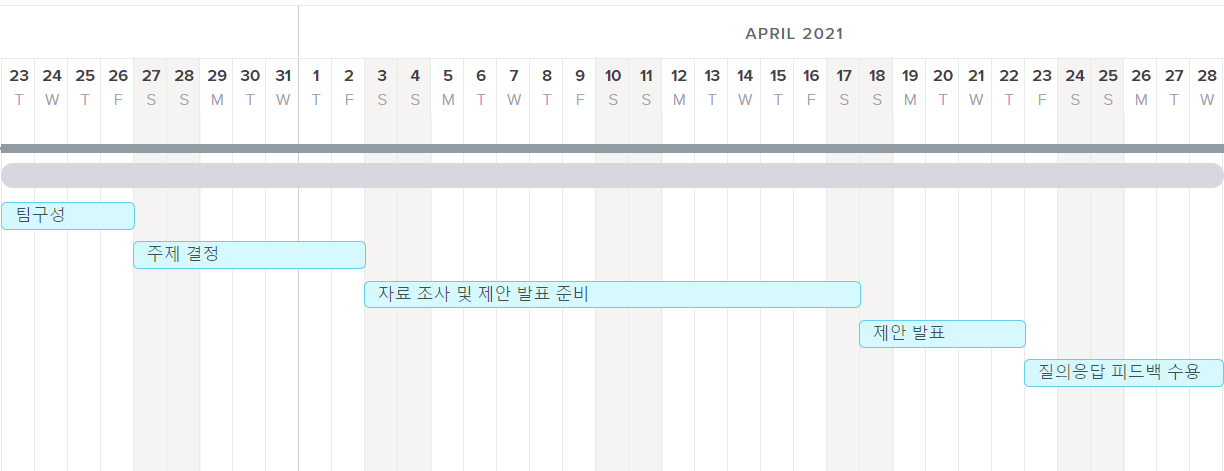 APRIL 2021
23 24 25 26 27 28 29 30 31 1 2 3 4 5 6 7 8 9 10 11 12 13 14 15 16 17 18 19 20 21 22 23 24 25 26 27 28
T W T F S S M T W T F S S M T W T F S S M T W T F S S M T W T F S S M T W
팀구성
주제 결정
자료 조사 및 제안 발표 준비
제안 발표
질의응답 피드백 수용